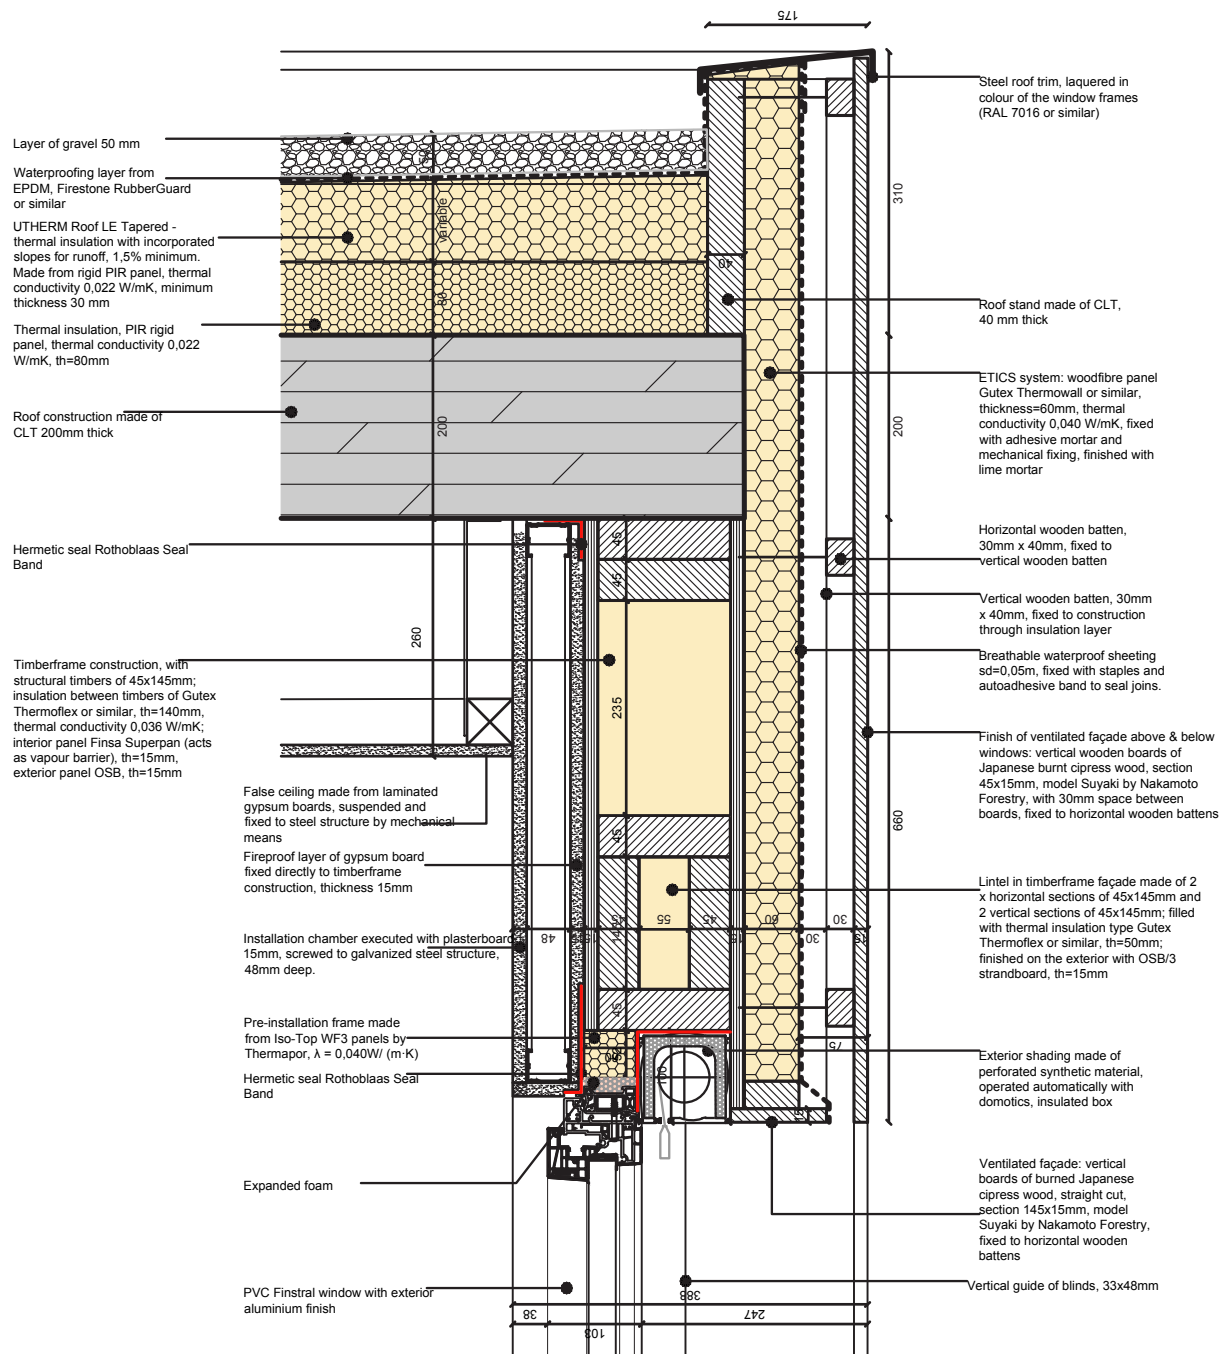 175
Steel roof trim, laquered in
colour of the window frames
(RAL 7016 or similar)
Layer of gravel 50 mm
Waterproofing layer from
EPDM, Firestone RubberGuard
or similar
UTHERM Roof LE Tapered -
thermal insulation with incorporated
slopes for runoff, 1,5% minimum.
Made from rigid PIR panel, thermal
conductivity 0,022 W/mK, minimum
thickness 30 mm
Thermal insulation, PIR rigid
panel, thermal conductivity 0,022
W/mK, th=80mm
Roof construction made of
CLT 200mm thick
Hermetic seal Rothoblaas Seal
Band
Timberframe construction, with
structural timbers of 45x145mm;
insulation between timbers of Gutex
Thermoflex or similar, th=140mm,
thermal conductivity 0,036 W/mK;
interior panel Finsa Superpan (acts
as vapour barrier), th=15mm,
exterior panel OSB, th=15mm
False ceiling made from laminated
gypsum boards, suspended and
fixed to steel structure by mechanical
means
Fireproof layer of gypsum board
fixed directly to timberframe
construction, thickness 15mm
Installation chamber executed with plasterboard
15mm, screwed to galvanized steel structure,
48mm deep.
Pre-installation frame made
from Iso-Top WF3 panels by
Thermapor, λ = 0,040W/ (m·K)
Hermetic seal Rothoblaas Seal
Band
Expanded foam
PVC Finstral window with exterior
aluminium finish
50
variable
80
200
260
40
45
45
235
45
145
45
48
15
45
55
45
15
60
30
30
15
100
75
15
310
200
660
Roof stand made of CLT,
40 mm thick
ETICS system: woodfibre panel
Gutex Thermowall or similar,
thickness=60mm, thermal
conductivity 0,040 W/mK, fixed
with adhesive mortar and
mechanical fixing, finished with
lime mortar
Horizontal wooden batten,
30mm x 40mm, fixed to
vertical wooden batten
Vertical wooden batten, 30mm
x 40mm, fixed to construction
through insulation layer
Breathable waterproof sheeting
sd=0,05m, fixed with staples and
autoadhesive band to seal joins.
Finish of ventilated façade above & below
windows: vertical wooden boards of
Japanese burnt cipress wood, section
45x15mm, model Suyaki by Nakamoto
Forestry, with 30mm space between
boards, fixed to horizontal wooden battens
Lintel in timberframe façade made of 2
x horizontal sections of 45x145mm and
2 vertical sections of 45x145mm; filled
with thermal insulation type Gutex
Thermoflex or similar, th=50mm;
finished on the exterior with OSB/3
strandboard, th=15mm
Exterior shading made of
perforated synthetic material,
operated automatically with
domotics, insulated box
Ventilated façade: vertical
boards of burned Japanese
cipress wood, straight cut,
section 145x15mm, model
Suyaki by Nakamoto Forestry,
fixed to horizontal wooden
battens
Vertical guide of blinds, 33x48mm
388
38
103
247